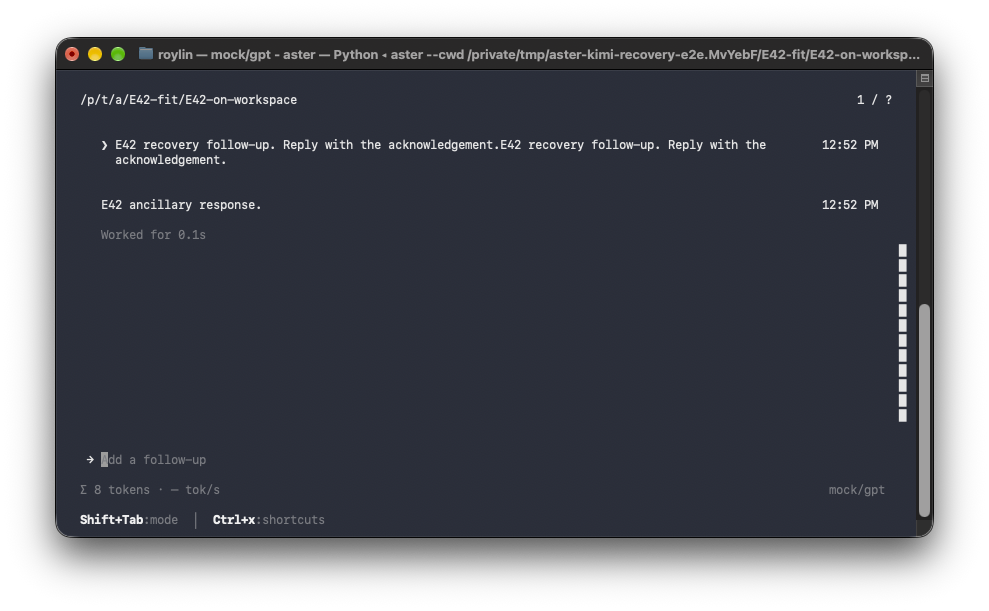 roylin — mock/gpt - aster — Python ◂ aster --cwd /private/tmp/aster-kimi-recovery-e2e.MvYebF/E42-fit/E42-on-worksp...
/p/t/a/E42-fit/E42-on-workspace 1 / ?
❯ E42 recovery follow-up. Reply with the acknowledgement.E42 recovery follow-up. Reply with the 12:52 PM
acknowledgement.
E42 ancillary response. 12:52 PM
Worked for 0.1s
→ Add a follow-up
Σ 8 tokens · — tok/s mock/gpt
Shift+Tab:mode │ Ctrl+x:shortcuts